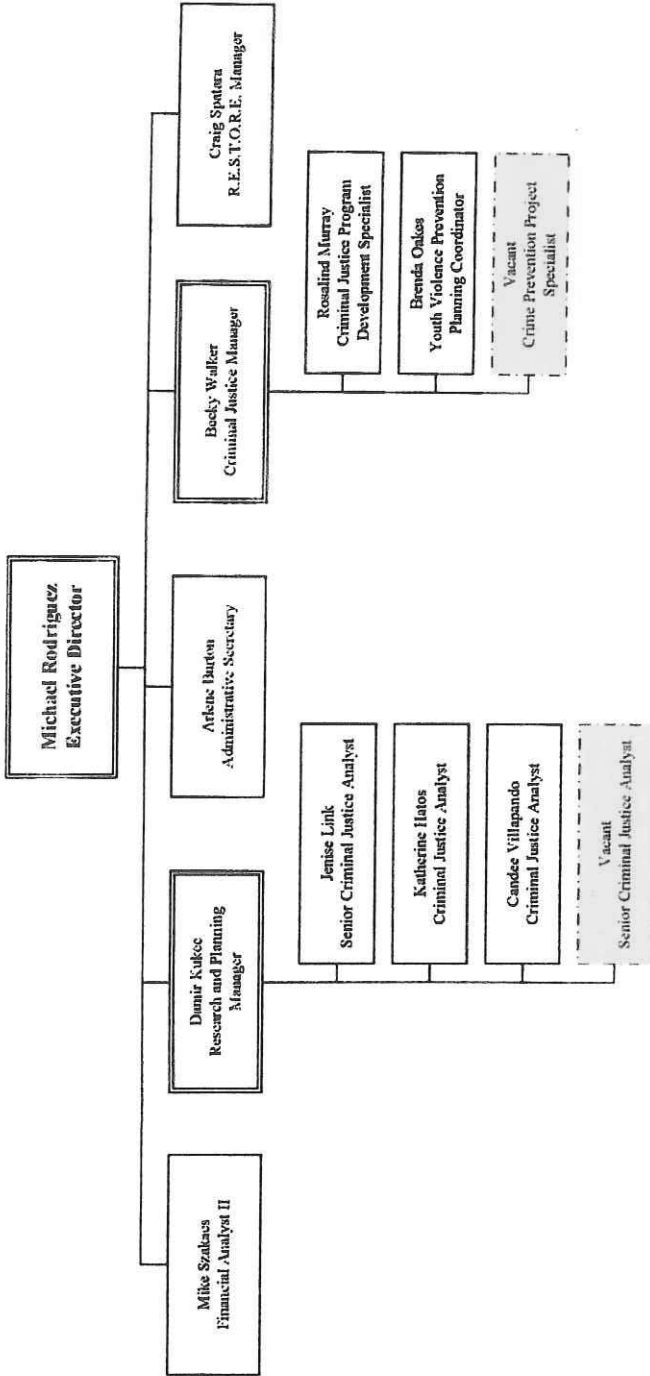 Michael Rodriguez
Executive Director
Mike Szakacs
Financial Analyst II
Damir Kukec
Research and Planning
Manager
Arlene Burton
Administrative Secretary
Becky Walker
Criminal Justice Manager
Craig Spatara
R.E.S.T.O.R.E. Manager
Jenise Link
Senior Criminal Justice Analyst
Katherine Hatos
Criminal Justice Analyst
Candee Villapando
Criminal Justice Analyst
Vacant
Senior Criminal Justice Analyst
Rosalind Murray
Criminal Justice Program
Development Specialist
Brenda Oakes
Youth Violence Prevention
Planning Coordinator
Vacant
Crime Prevention Project
Specialist